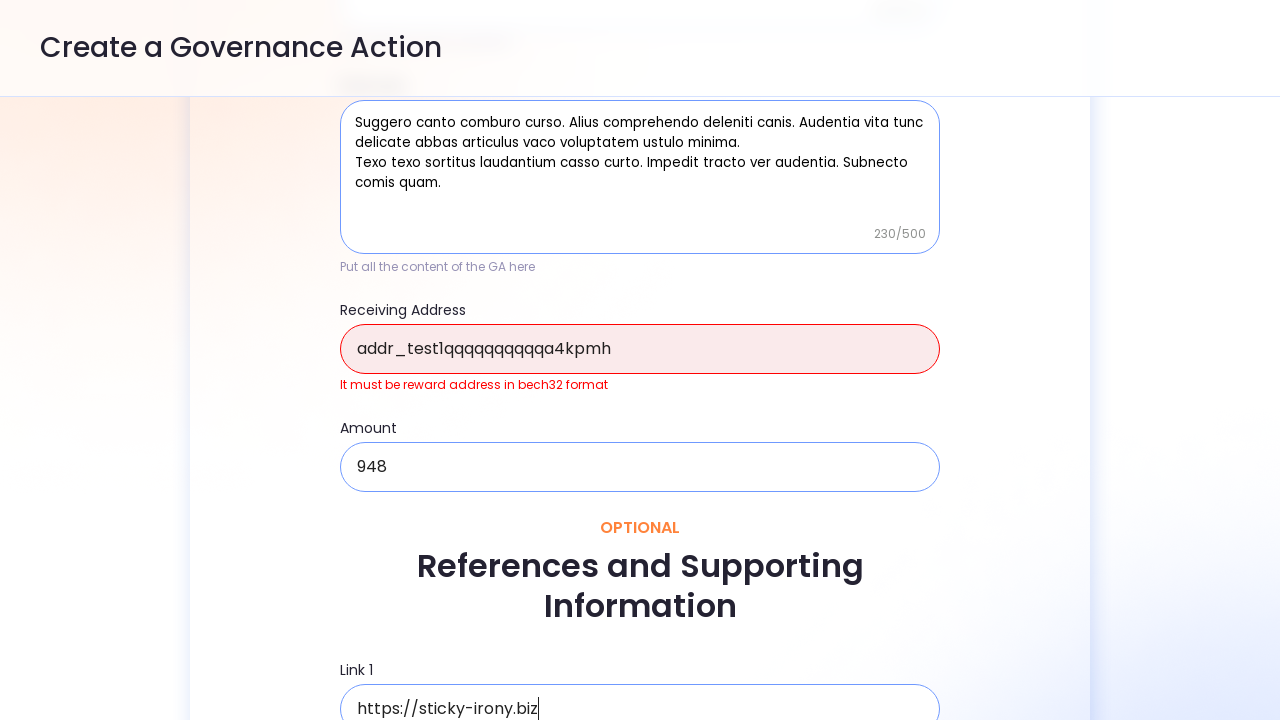 Create a Governance Action
Suggero canto comburo curso. Alius comprehendo deleniti canis. Audentia vita tunc
delicate abbas articulus vaco voluptatem ustulo minima.
Texo texo sortitus laudantium casso curto. Impedit tracto ver audentia. Subnecto
comis quam.
230/500
Put all the content of the GA here
Receiving Address
addr_test1qqqqqqqqqqa4kpmh
It must be reward address in bech32 format
Amount
948
OPTIONAL
References and Supporting
Information
Link 1
https://sticky-irony.biz